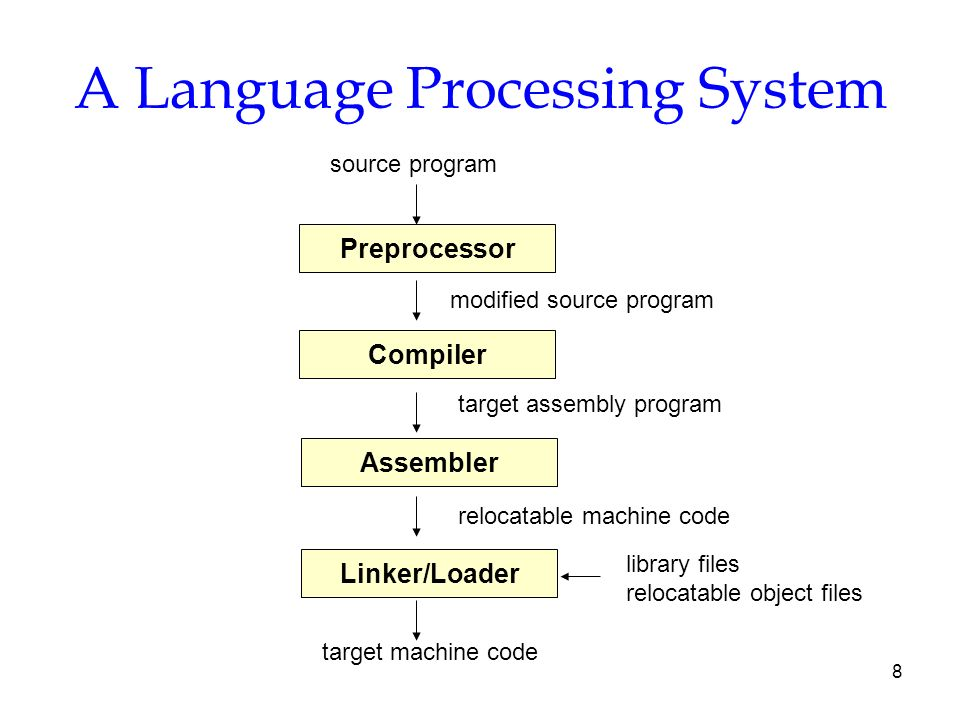 A Language Processing System
source program
Preprocessor
modified source program
Compiler
target assembly program
Assembler
relocatable machine code
Linker/Loader
library files
relocatable object files
target machine code
8